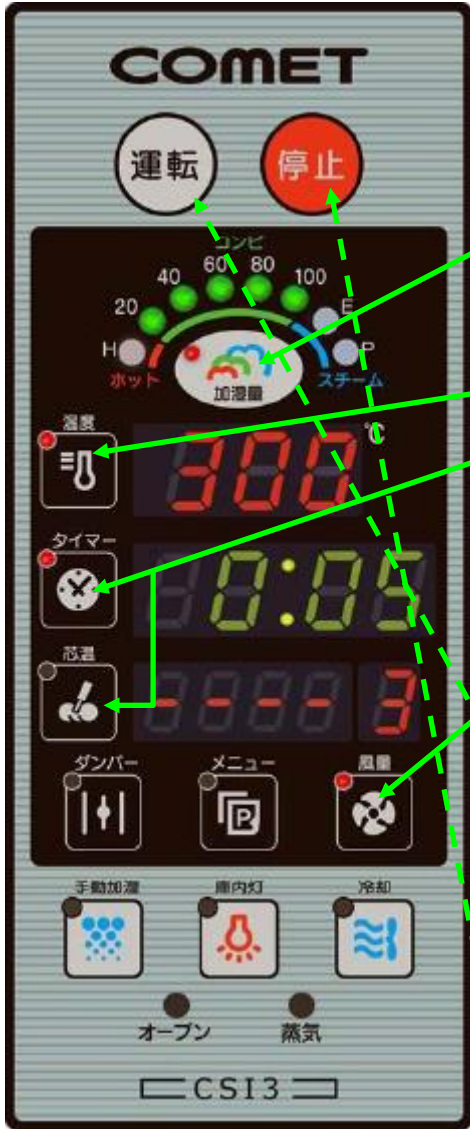 COMET
運転 停止
コンビ
20 40 60 80 100
H E P
ホット スチーム
加湿量
温度
300 ℃
タイマー
0:05
芯温
---- 3
ダンパー メニュー 風量
P
手動加湿 庫内灯 冷却
オーブン 蒸気
CSI3